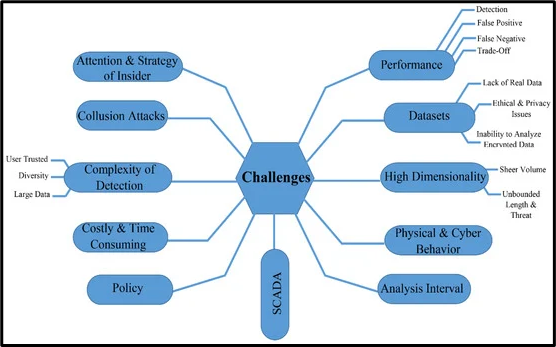 Detection
False Positive
False Negative
Trade-Off
Attention & Strategy
of Insider
Performance
Lack of Real Data
Collusion Attacks
Datasets
Ethical & Privacy
Issues
Inability to Analyze
Encrypted Data
User Trusted
Diversity
Large Data
Complexity of
Detection
Challenges
High Dimensionality
Sheer Volume
Unbounded
Length &
Threat
Costly & Time
Consuming
Physical & Cyber
Behavior
Policy
SCADA
Analysis Interval